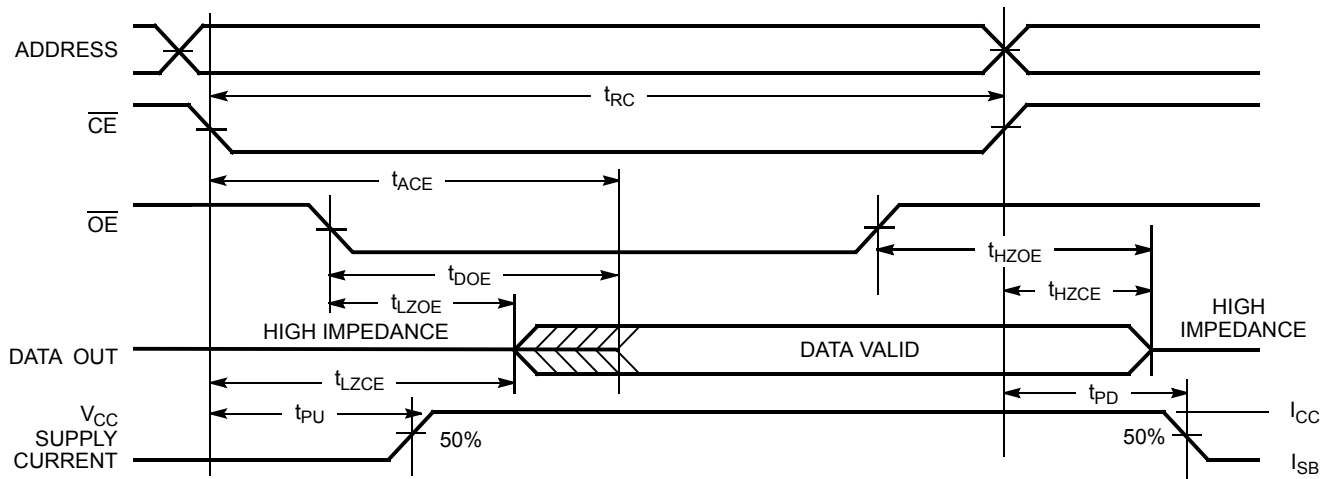 ADDRESS
tRC
CE
tACE
OE
tHZOE
tDOE
tLZOE
tHZCE
HIGH IMPEDANCE
HIGH
IMPEDANCE
DATA OUT
DATA VALID
tLZCE
tPU
tPD
VCC
SUPPLY
CURRENT
50%
50%
ICC
ISB